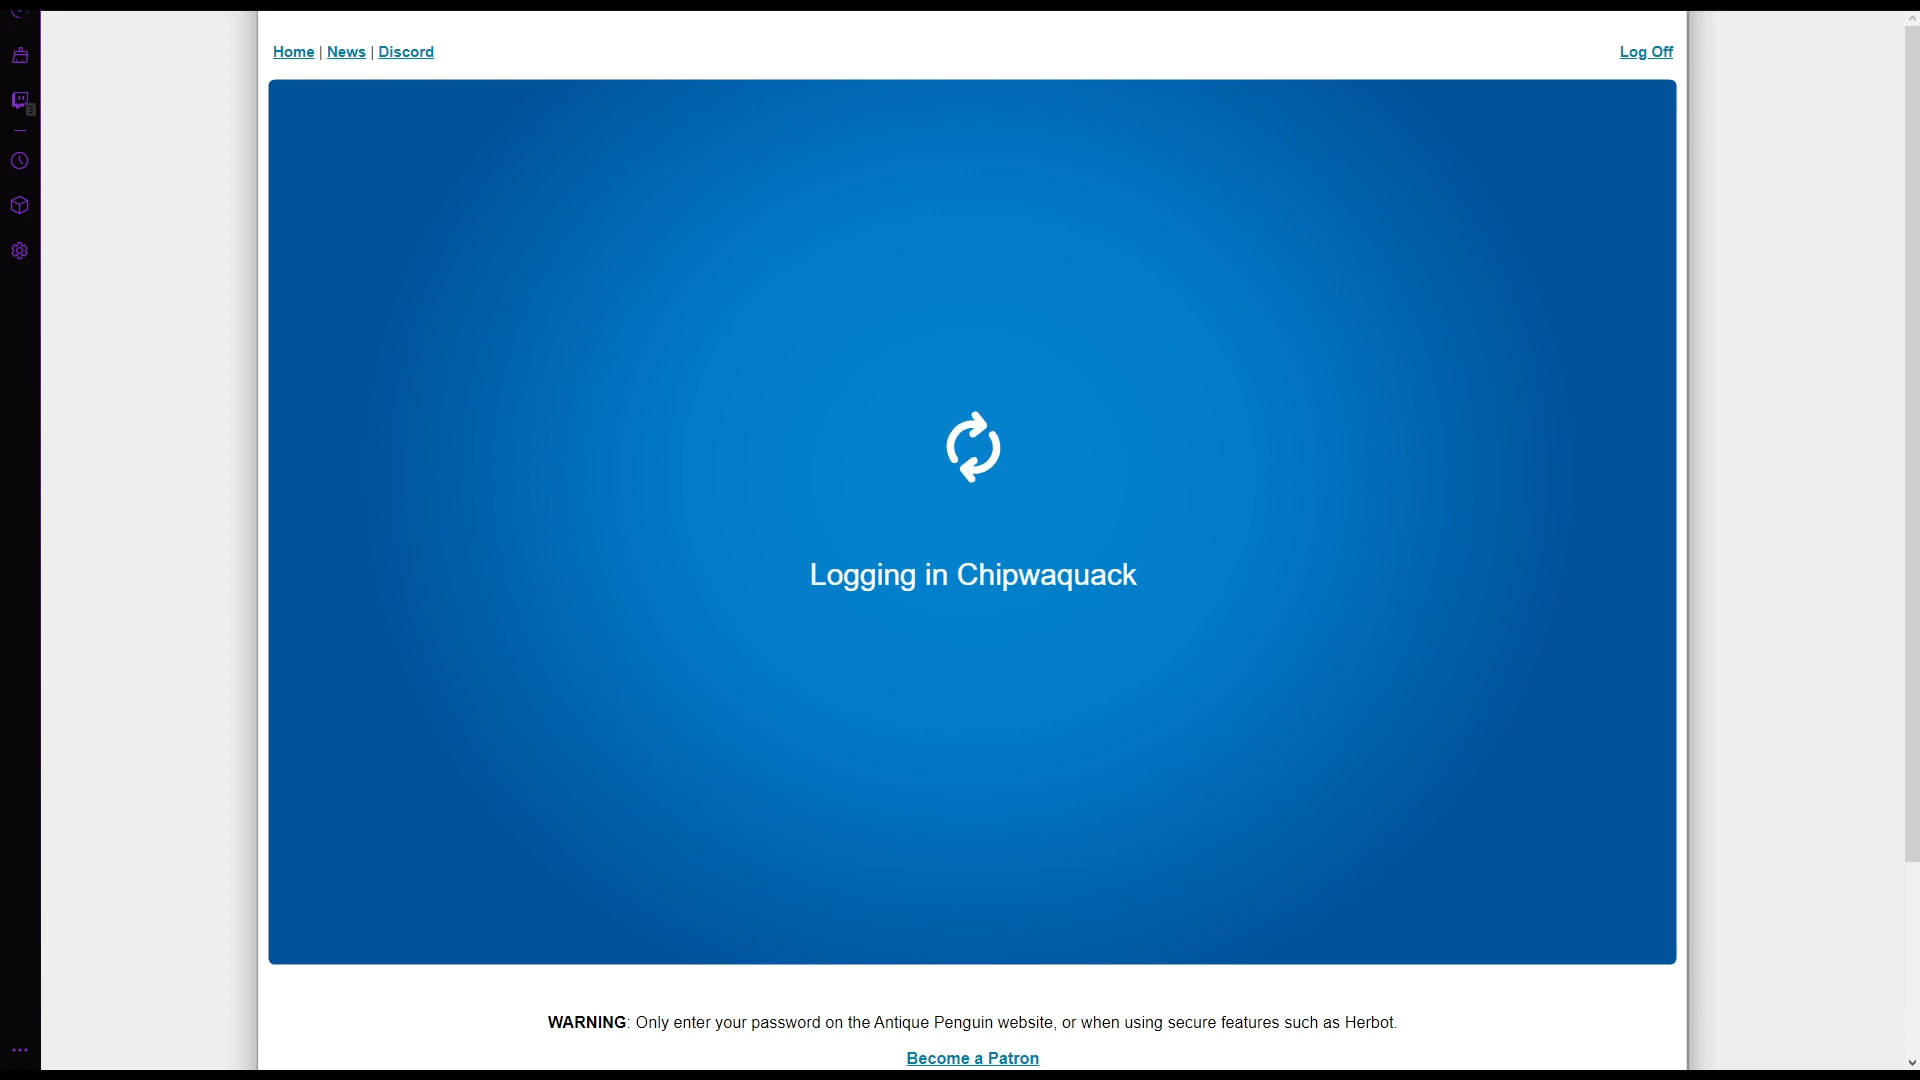 Home | News | Discord
Log Off
Logging in Chipwaquack
WARNING: Only enter your password on the Antique Penguin website, or when using secure features such as Herbot.
Become a Patron